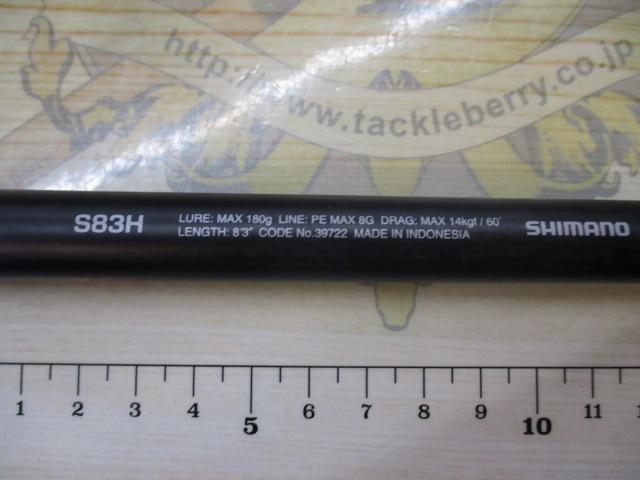 http://
www.tackleberry.co.jp
S83H
LURE: MAX 180g LINE: PE MAX 8G DRAG: MAX 14kgf / 60°
LENGTH: 8'3" CODE No.39722 MADE IN INDONESIA
SHIMANO
1 2 3 4 5 6 7 8 9 10 11